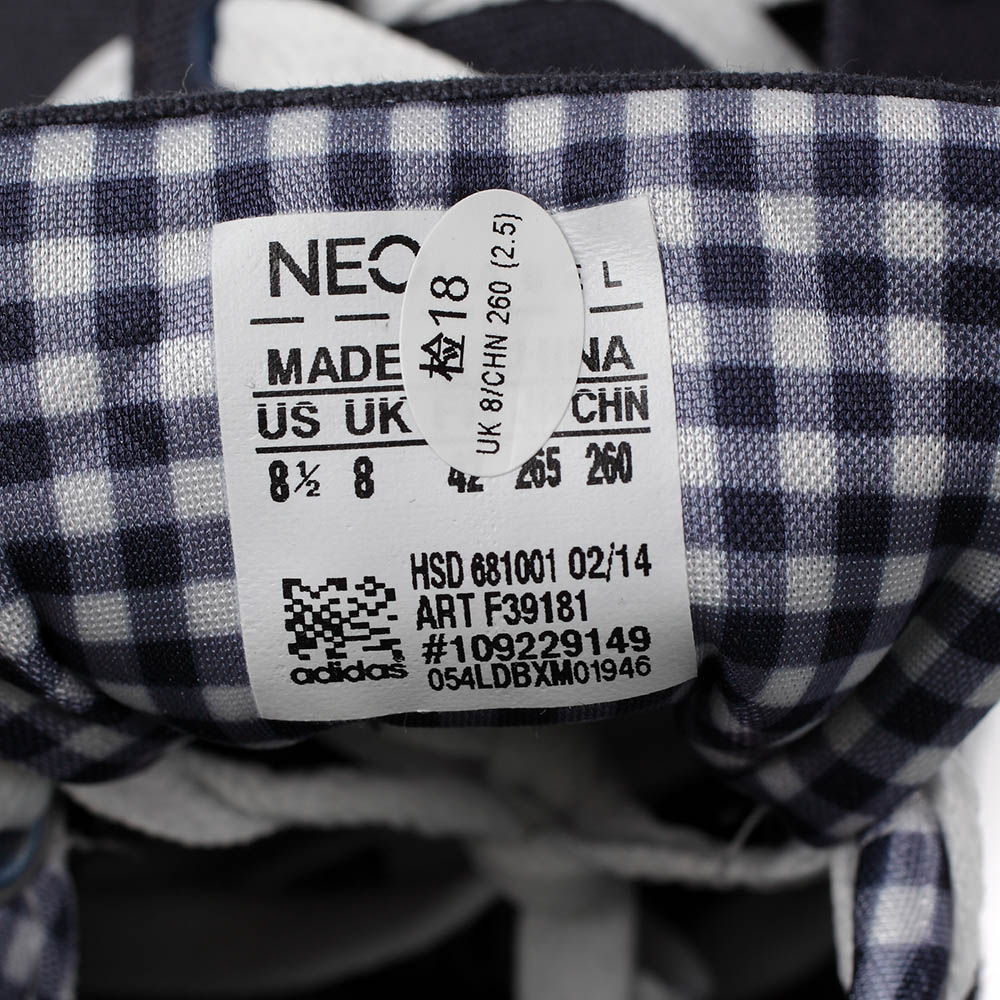 NEO L
MADE NA
US UK CHN
8½ 8 42 265 260
检18
UK 8/CHN 260 {2.5}
HSD 681001 02/14
ART F39181
#109229149
adidas 054LDBXM01946